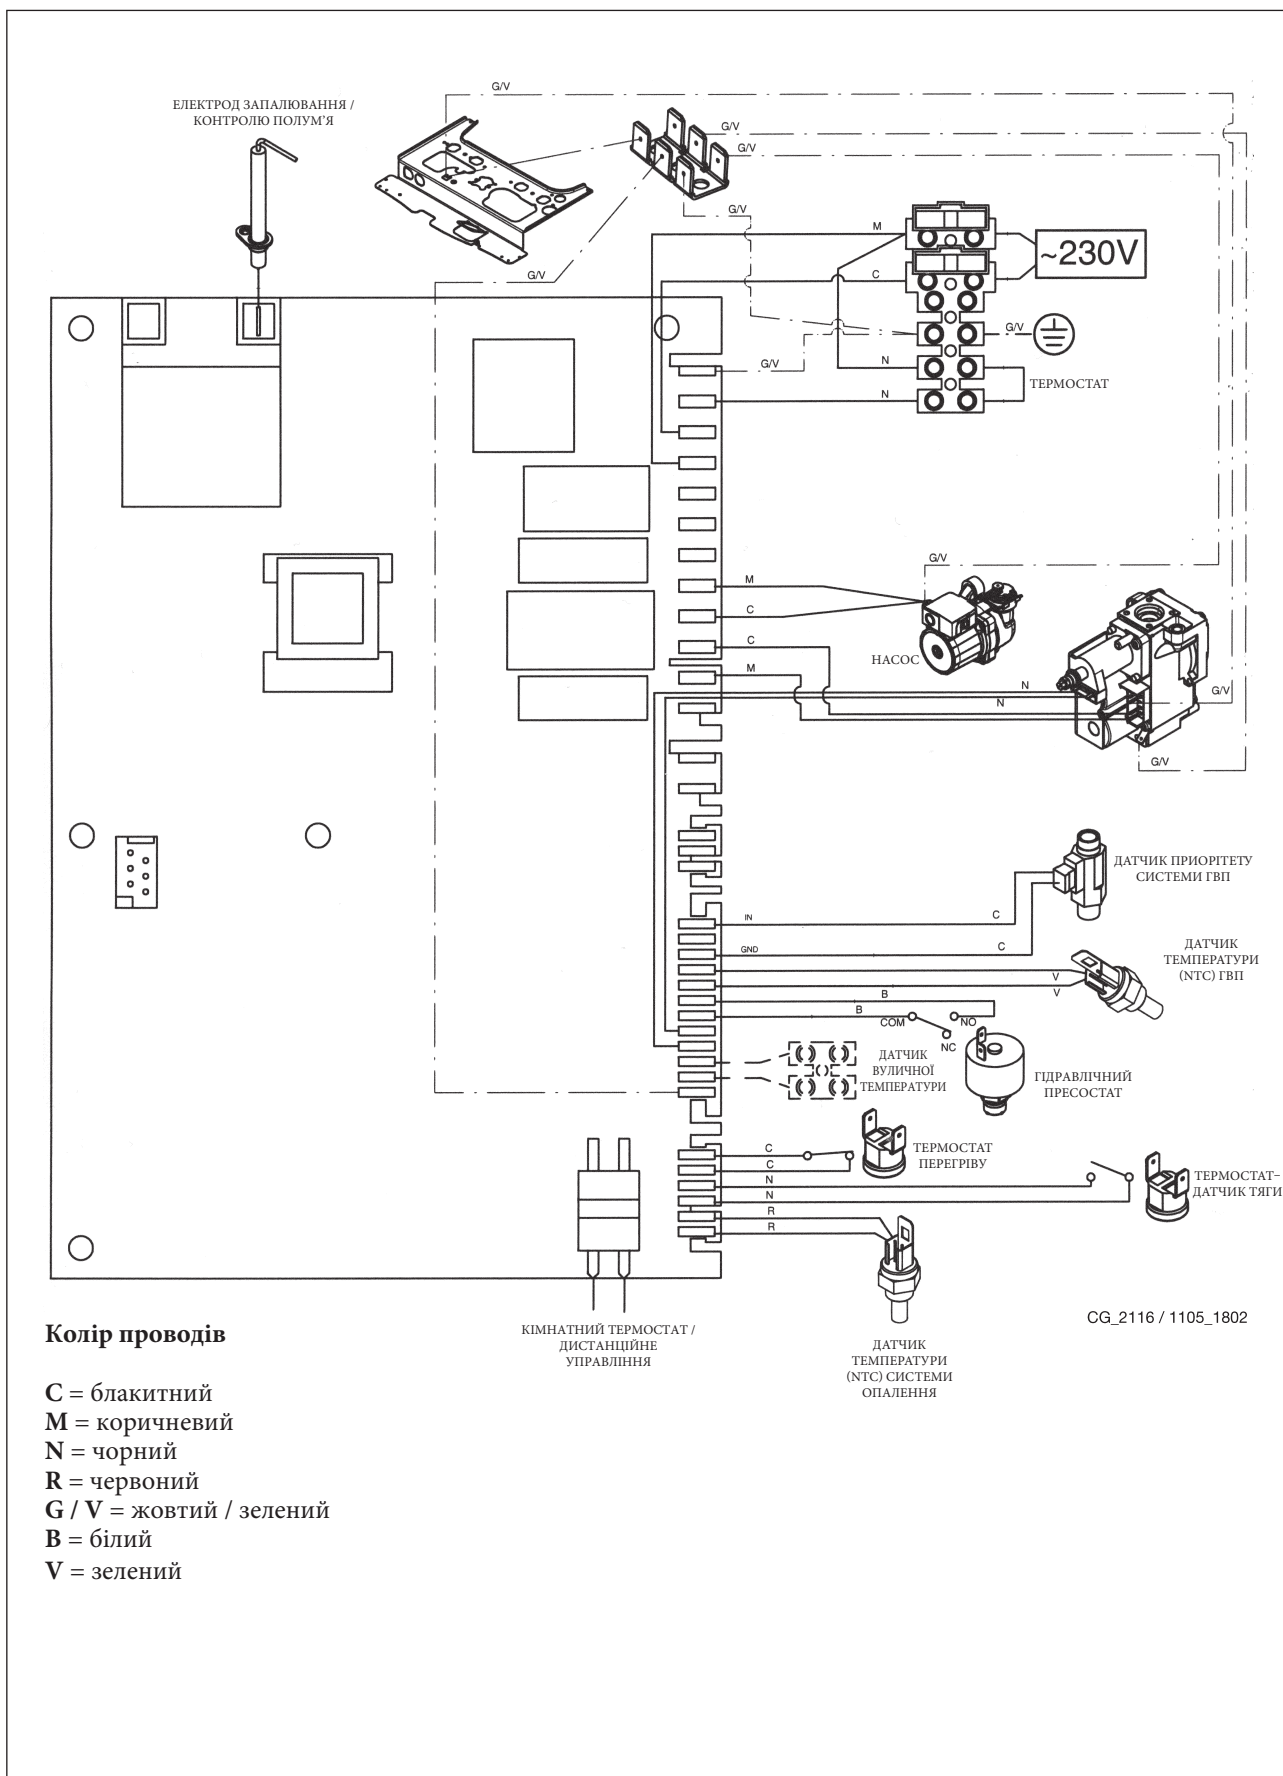 G/V
ЕЛЕКТРОД ЗАПАЛЮВАННЯ /
КОНТРОЛЮ ПОЛУМ'Я
G/V
G/V
G/V
M
~230V
G/V
C
G/V
G/V
N
ТЕРМОСТАТ
N
G/V
M
C
C
НАСОС
M
N
G/V
N
G/V
ДАТЧИК ПРИОРІТЕТУ
СИСТЕМИ ГВП
IN
C
GND
C
ДАТЧИК
ТЕМПЕРАТУРИ
(NTC) ГВП
V
V
B
B
COM
NO
NC
ДАТЧИК
ВУЛИЧНОЇ
ТЕМПЕРАТУРИ
ГІДРАВЛІЧНИЙ
ПРЕСОСТАТ
C
C
ТЕРМОСТАТ
ПЕРЕГРІВУ
N
N
ТЕРМОСТАТ–
ДАТЧИК ТЯГИ
R
R
CG_2116 / 1105_1802
КІМНАТНИЙ ТЕРМОСТАТ /
ДИСТАНЦІЙНЕ
УПРАВЛІННЯ
ДАТЧИК
ТЕМПЕРАТУРИ
(NTC) СИСТЕМИ
ОПАЛЕННЯ
Колір проводів
C = блакитний
M = коричневий
N = чорний
R = червоний
G / V = жовтий / зелений
B = білий
V = зелений